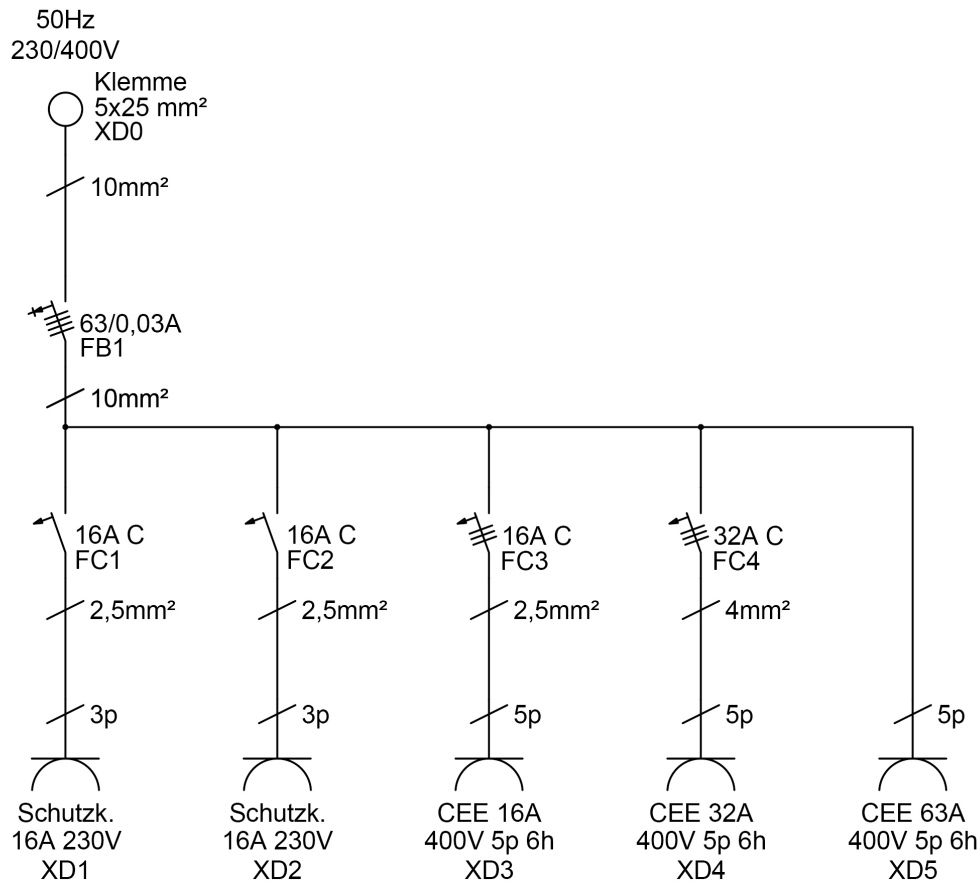 50Hz
230/400V
Klemme
5x25 mm²
XD0
10mm²
63/0,03A
FB1
10mm²
16A C
FC1
16A C
FC2
16A C
FC3
32A C
FC4
2,5mm²
2,5mm²
2,5mm²
4mm²
3p
3p
5p
5p
5p
Schutzk.
16A 230V
XD1
Schutzk.
16A 230V
XD2
CEE 16A
400V 5p 6h
XD3
CEE 32A
400V 5p 6h
XD4
CEE 63A
400V 5p 6h
XD5